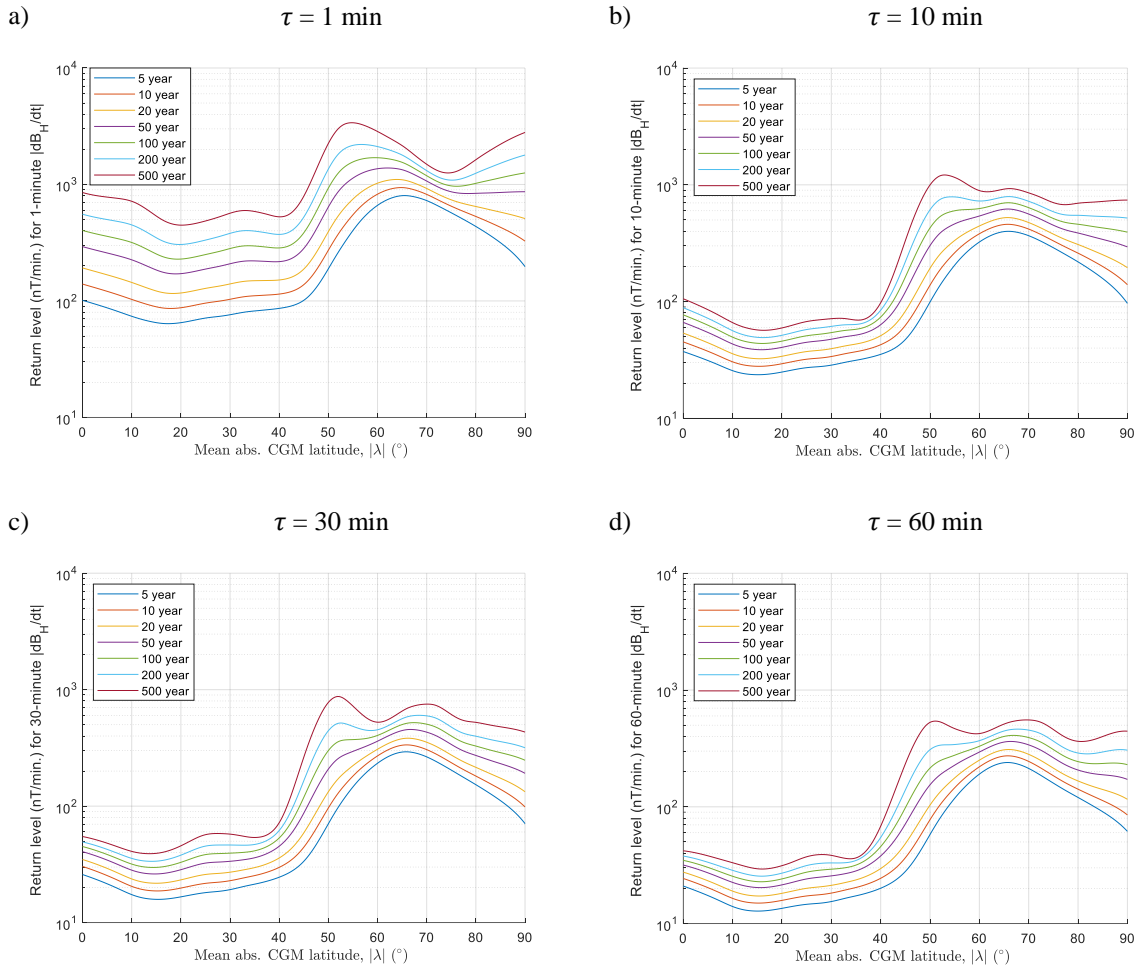 a)
τ = 1 min
Return level (nT/min.) for 1-minute |dB_H/dt|
10^4
10^3
10^2
10^1
5 year
10 year
20 year
50 year
100 year
200 year
500 year
0 10 20 30 40 50 60 70 80 90
Mean abs. CGM latitude, |λ| (°)
b)
τ = 10 min
Return level (nT/min.) for 10-minute |dB_H/dt|
10^4
10^3
10^2
10^1
5 year
10 year
20 year
50 year
100 year
200 year
500 year
0 10 20 30 40 50 60 70 80 90
Mean abs. CGM latitude, |λ| (°)
c)
τ = 30 min
Return level (nT/min.) for 30-minute |dB_H/dt|
10^4
10^3
10^2
10^1
5 year
10 year
20 year
50 year
100 year
200 year
500 year
0 10 20 30 40 50 60 70 80 90
Mean abs. CGM latitude, |λ| (°)
d)
τ = 60 min
Return level (nT/min.) for 60-minute |dB_H/dt|
10^4
10^3
10^2
10^1
5 year
10 year
20 year
50 year
100 year
200 year
500 year
0 10 20 30 40 50 60 70 80 90
Mean abs. CGM latitude, |λ| (°)